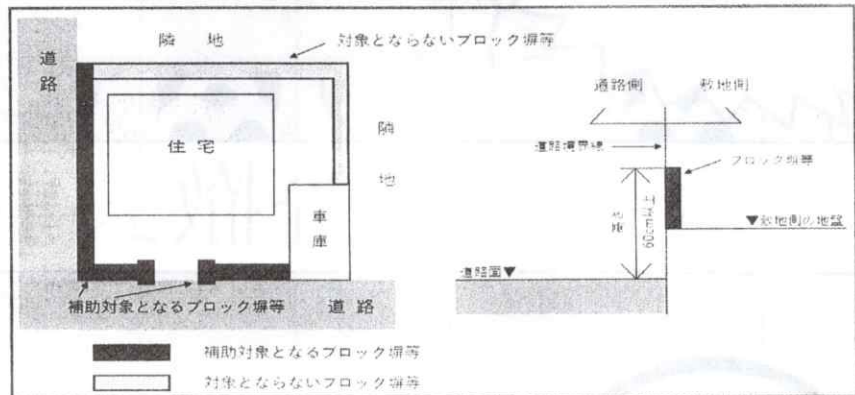 隣 地
対象とならないブロック塀等
道路
住 宅
隣地
車庫
補助対象となるブロック塀等
道 路
補助対象となるブロック塀等
対象とならないブロック塀等
道路側
敷地側
道路境界線
ブロック塀等
▼敷地側の地盤
道路面▼